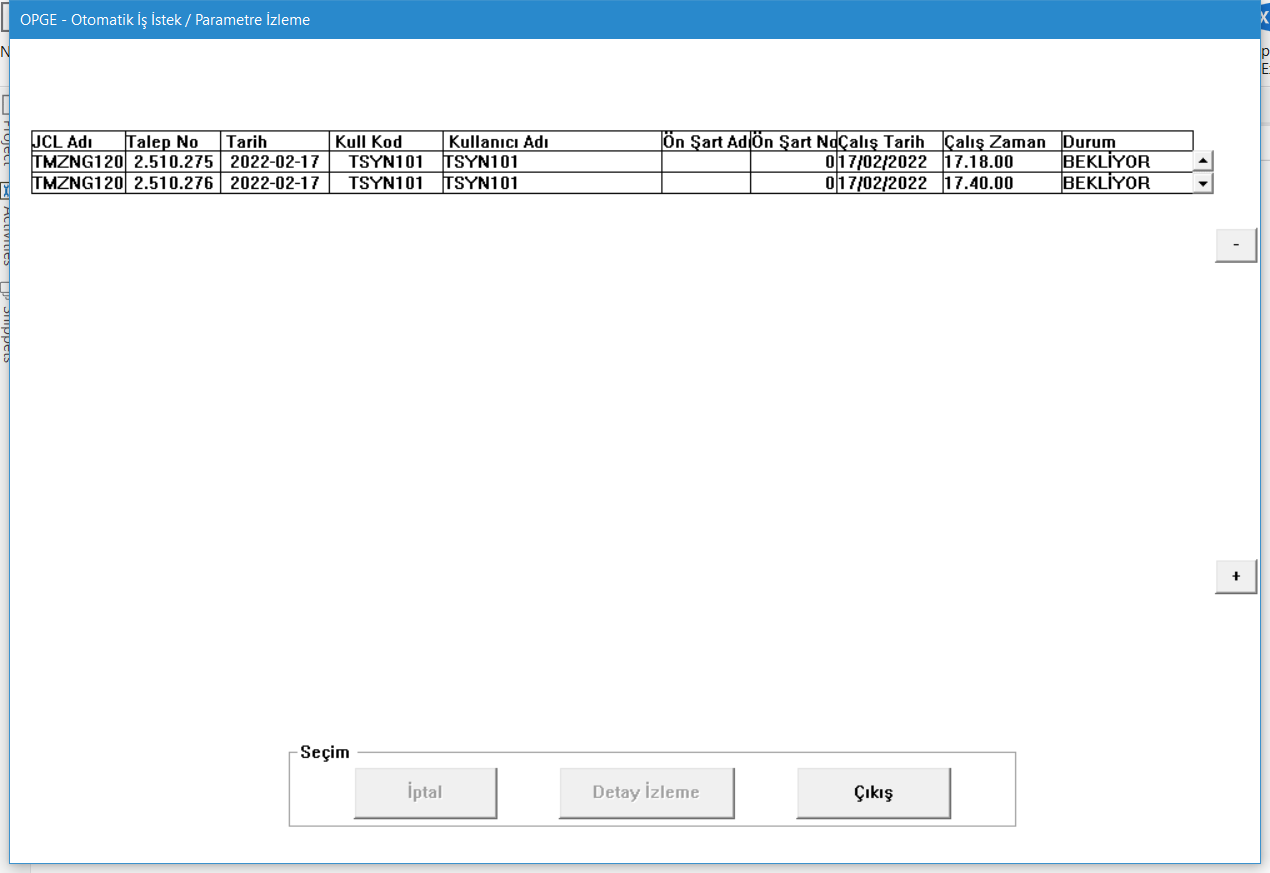 OPGE - Otomatik İş İstek / Parametre İzleme
JCL Adı Talep No Tarih Kull Kod Kullanıcı Adı Ön Şart Adı Ön Şart No Çalış Tarih Çalış Zaman Durum
TMZNG120 2.510.275 2022-02-17 TSYN101 TSYN101 0 17/02/2022 17.18.00 BEKLİYOR
TMZNG120 2.510.276 2022-02-17 TSYN101 TSYN101 0 17/02/2022 17.40.00 BEKLİYOR
-
+
Seçim
İptal Detay İzleme Çıkış
Project
Activities
Snippets